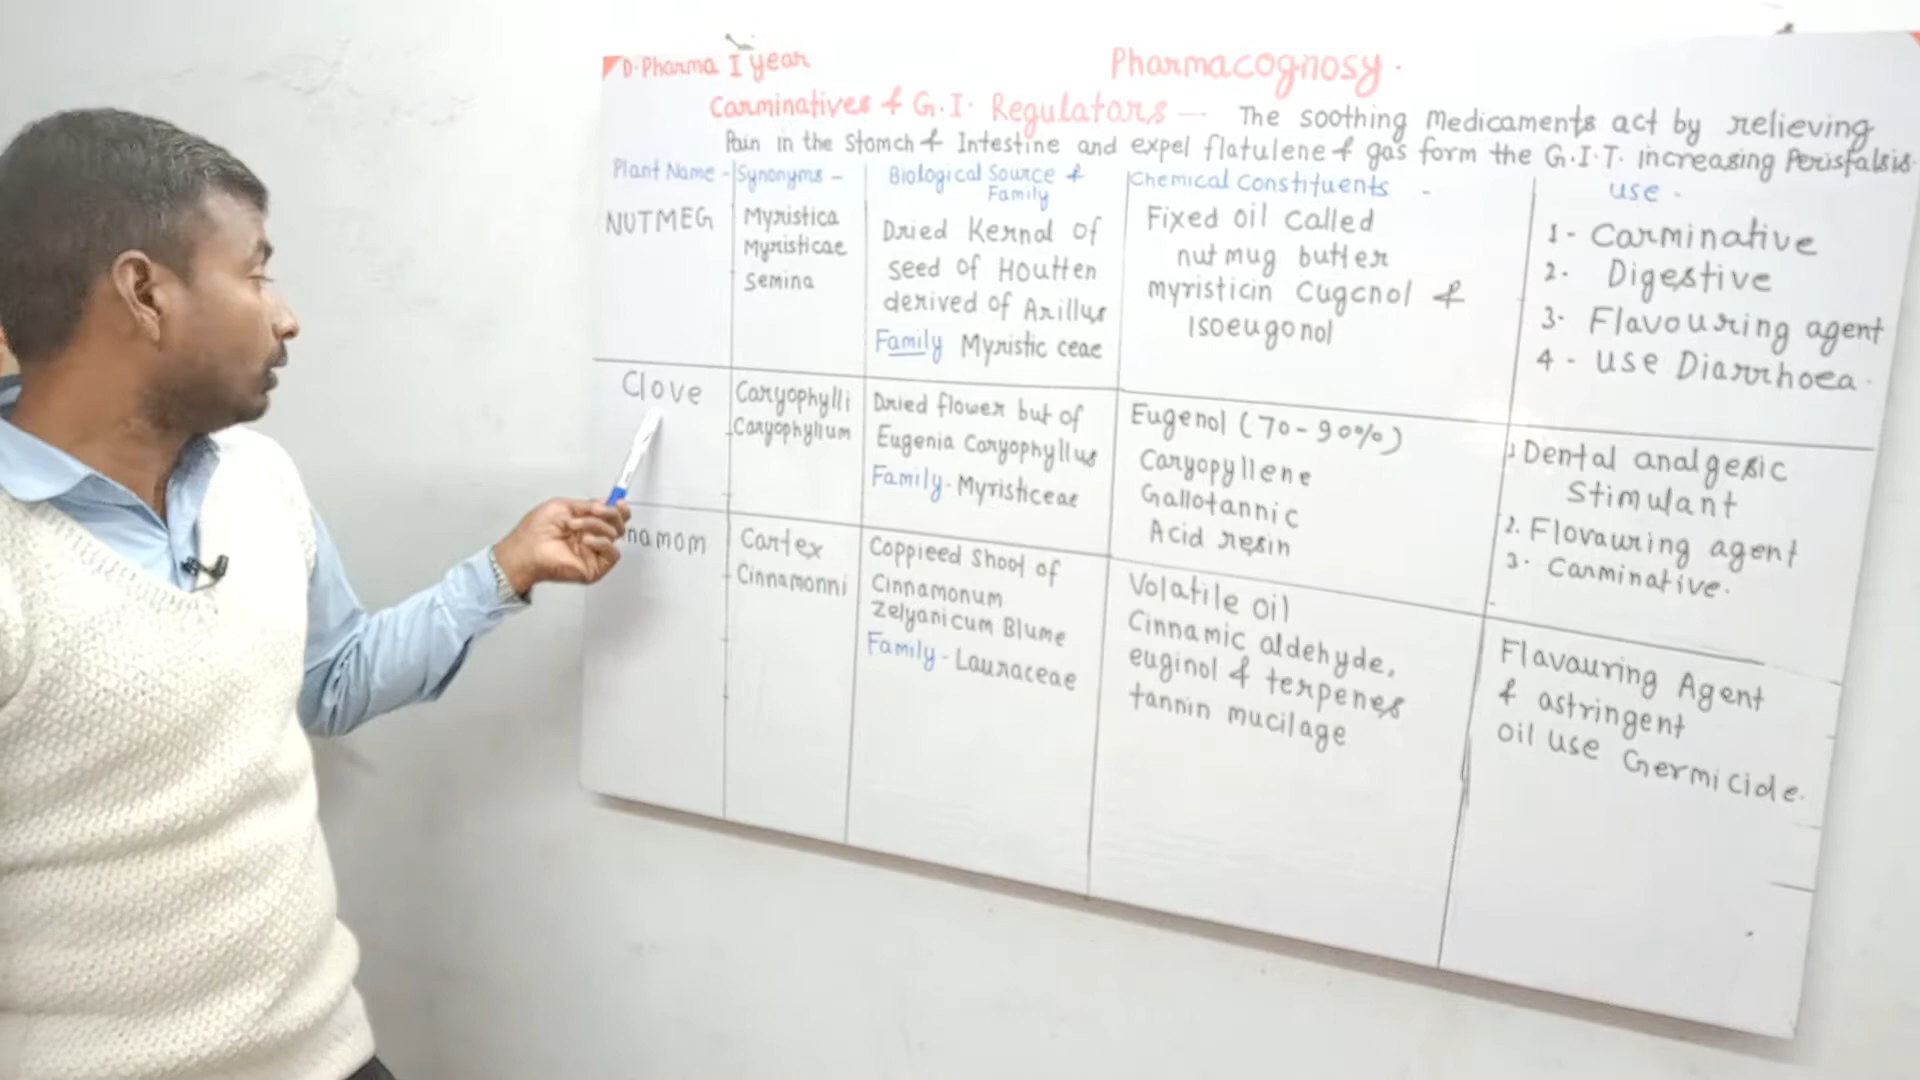 D. Pharma I year
Pharmacognosy.
Carminatives & G.I. Regulators — The soothing medicaments act by relieving
Pain in the Stomch & Intestine and expel flatulene & gas form the G.I.T. increasing Peristalsis
Plant Name -
Synonyms -
Biological Source &
Family
Chemical Constituents -
use -
NUTMEG
Myristica
Myristicae
Semina
Dried Kernal of
seed of Houtten
derived of Arillus
Family Myristic ceae
Fixed oil called
nut mug butter
myristicin Cugcnol &
Isoeugonol
1- Carminative
2- Digestive
3- Flavouring agent
4 - use Diarrhoea.
Clove
Caryophylli
Caryophyllum
Dried flower but of
Eugenia Caryophyllus
Family - Myristiceae
Eugenol (70-90%)
Caryopyllene
Gallotannic
Acid resin
1 Dental analgesic
Stimulant
2. Flovauring agent
3. Carminative.
namom
Cartex
Cinnamonni
Coppieed Shoot of
Cinnamonum
Zelyanicum Blume
Family - Lauraceae
Volatile oil
Cinnamic aldehyde,
euginol & terpenes
tannin mucilage
Flavauring Agent
& astringent
oil use Germicide.